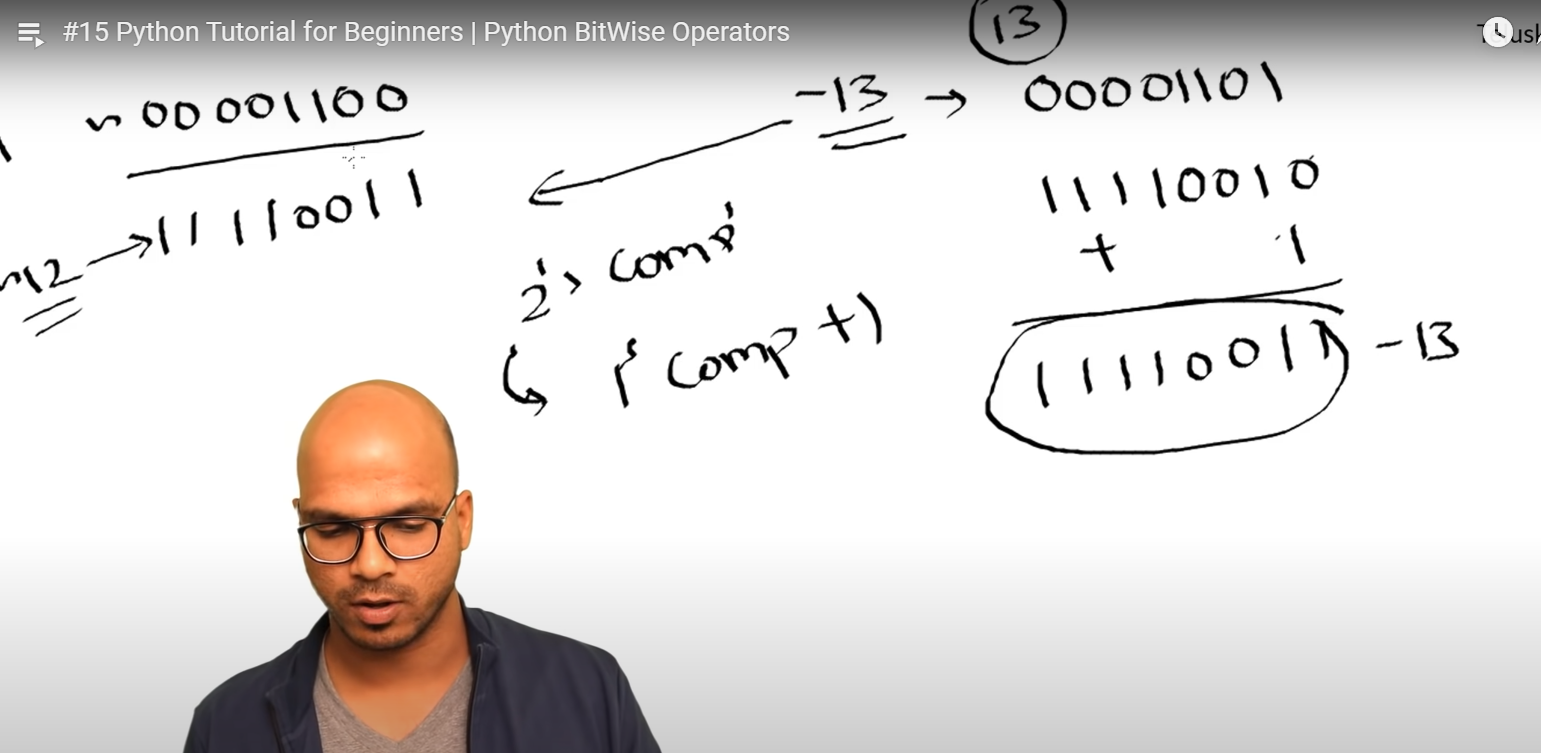 #15 Python Tutorial for Beginners | Python BitWise Operators
13
~00001100
-13 → 00001101
11110010
+ 1
11110011 -13
~12 → 11110011
2's comp
1's comp +1